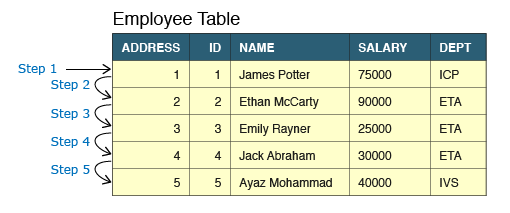 Employee Table
ADDRESS ID NAME SALARY DEPT
Step 1 1 1 James Potter 75000 ICP
Step 2
2 2 Ethan McCarty 90000 ETA
Step 3
3 3 Emily Rayner 25000 ETA
Step 4
4 4 Jack Abraham 30000 ETA
Step 5
5 5 Ayaz Mohammad 40000 IVS